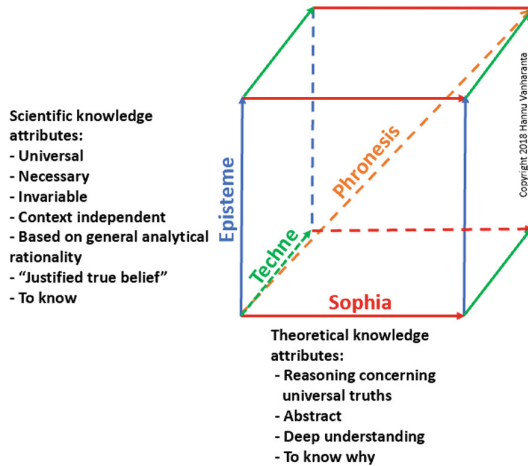 Scientific knowledge
attributes:
- Universal
- Necessary
- Invariable
- Context independent
- Based on general analytical
rationality
- “Justified true belief”
- To know
Episteme
Techne
Phronesis
Sophia
Copyright 2018 Hannu Vanharanta
Theoretical knowledge
attributes:
- Reasoning concerning
universal truths
- Abstract
- Deep understanding
- To know why